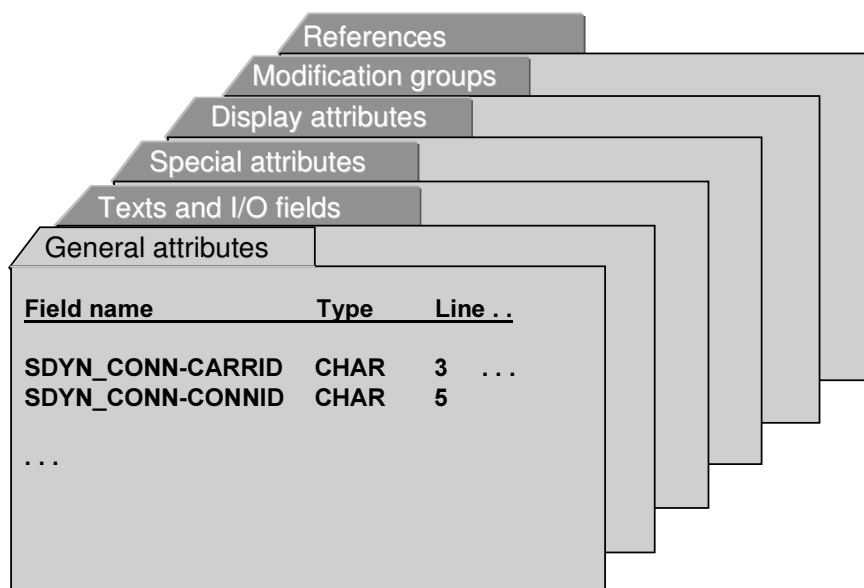 References
Modification groups
Display attributes
Special attributes
Texts and I/O fields
General attributes
Field name Type Line . .
SDYN_CONN-CARRID CHAR 3 . . .
SDYN_CONN-CONNID CHAR 5
. . .